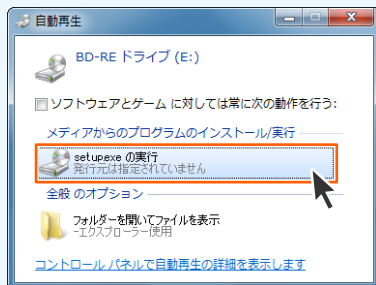 自動再生
BD-RE ドライブ (E:)
ソフトウェアとゲーム に対しては常に次の動作を行う:
メディアからのプログラムのインストール/実行
setup.exe の実行
発行元は指定されていません
全般 のオプション
フォルダーを開いてファイルを表示
-エクスプローラー使用
コントロール パネルで自動再生の詳細を表示します